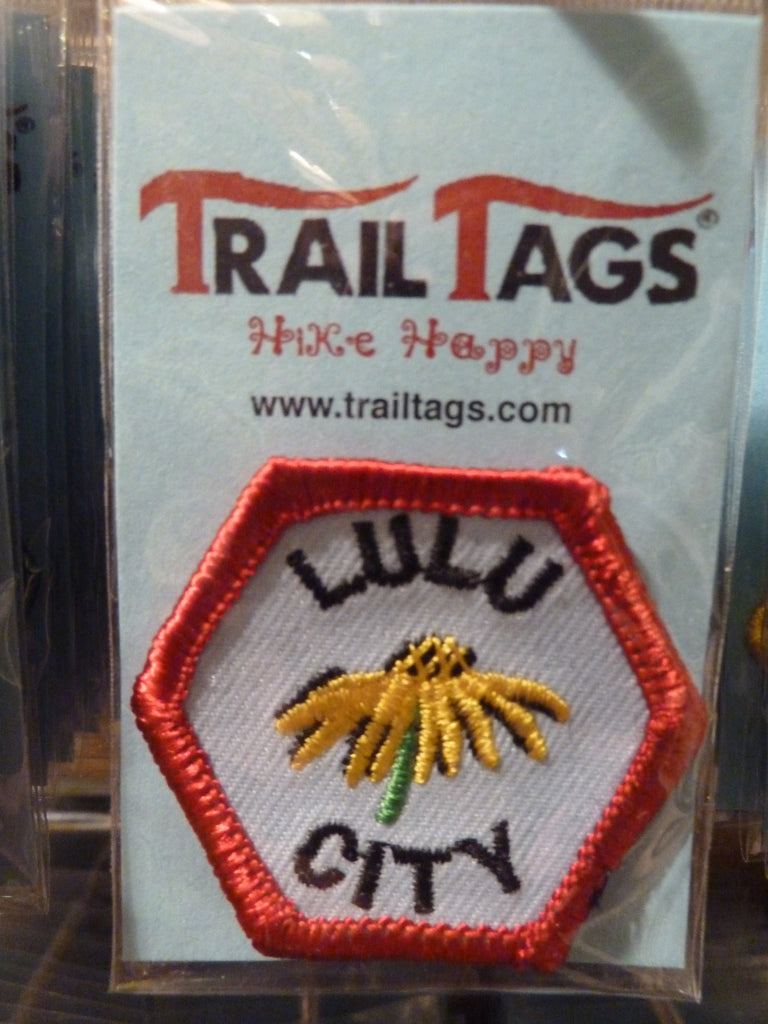 TRAIL TAGS®
Hike Happy
www.trailtags.com
LULU
CITY